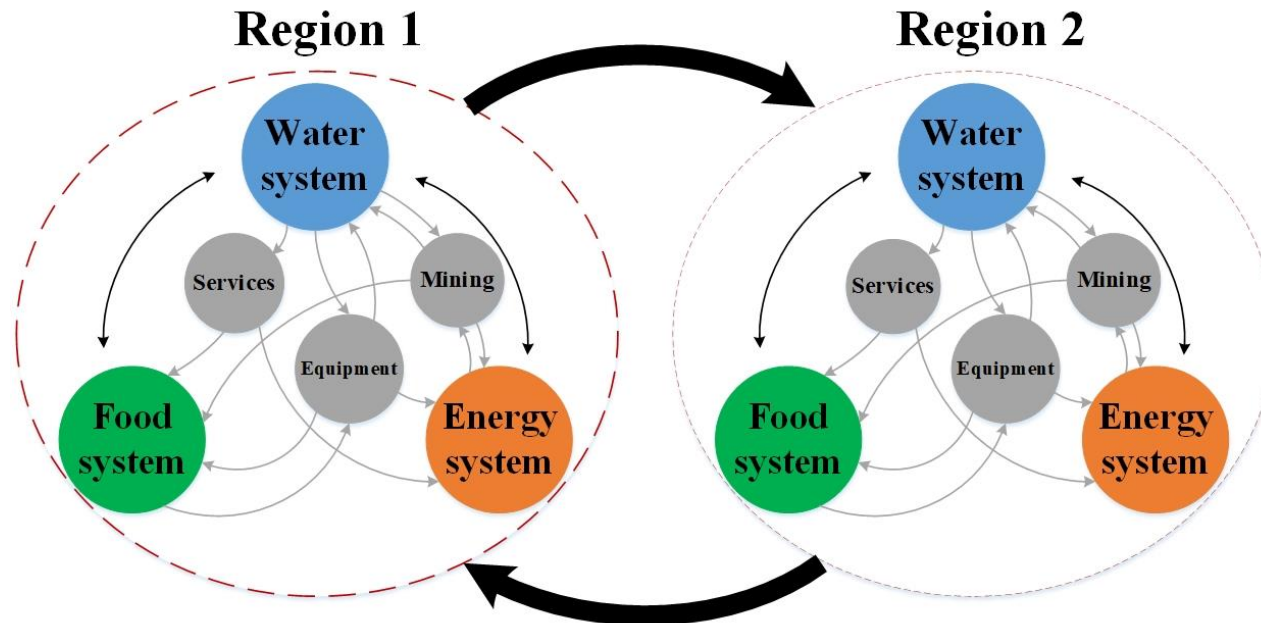 Region 1
Region 2
Water
system
Services
Mining
Equipment
Food
system
Energy
system
Water
system
Services
Mining
Equipment
Food
system
Energy
system